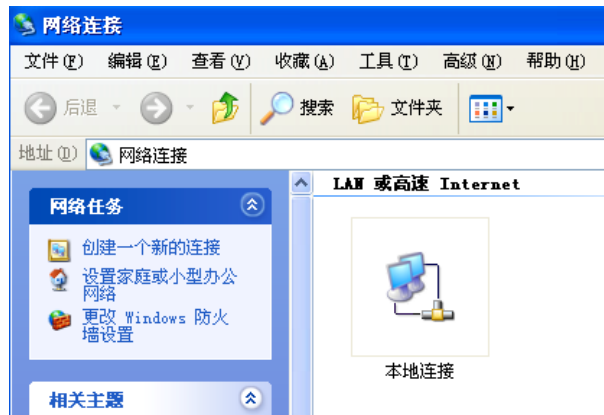 网络连接
文件(F) 编辑(E) 查看(V) 收藏(A) 工具(T) 高级(N) 帮助(H)
后退 搜索 文件夹
地址(D) 网络连接
LAN 或高速 Internet
网络任务
创建一个新的连接
设置家庭或小型办公
网络
更改 Windows 防火
墙设置
本地连接
相关主题